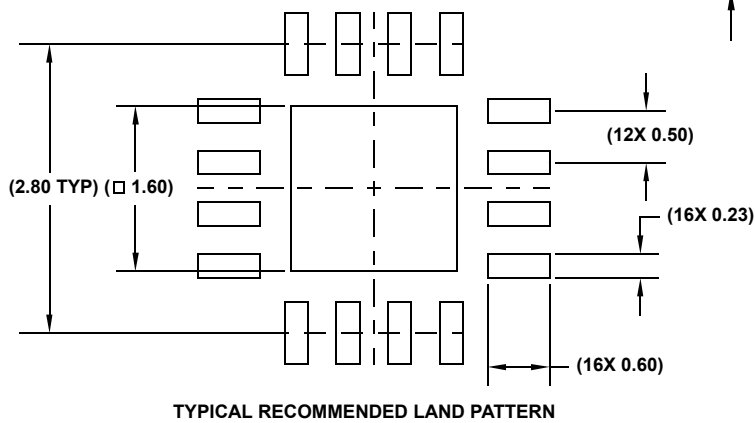 (12X 0.50)
(2.80 TYP) (□ 1.60)
(16X 0.23)
(16X 0.60)
TYPICAL RECOMMENDED LAND PATTERN